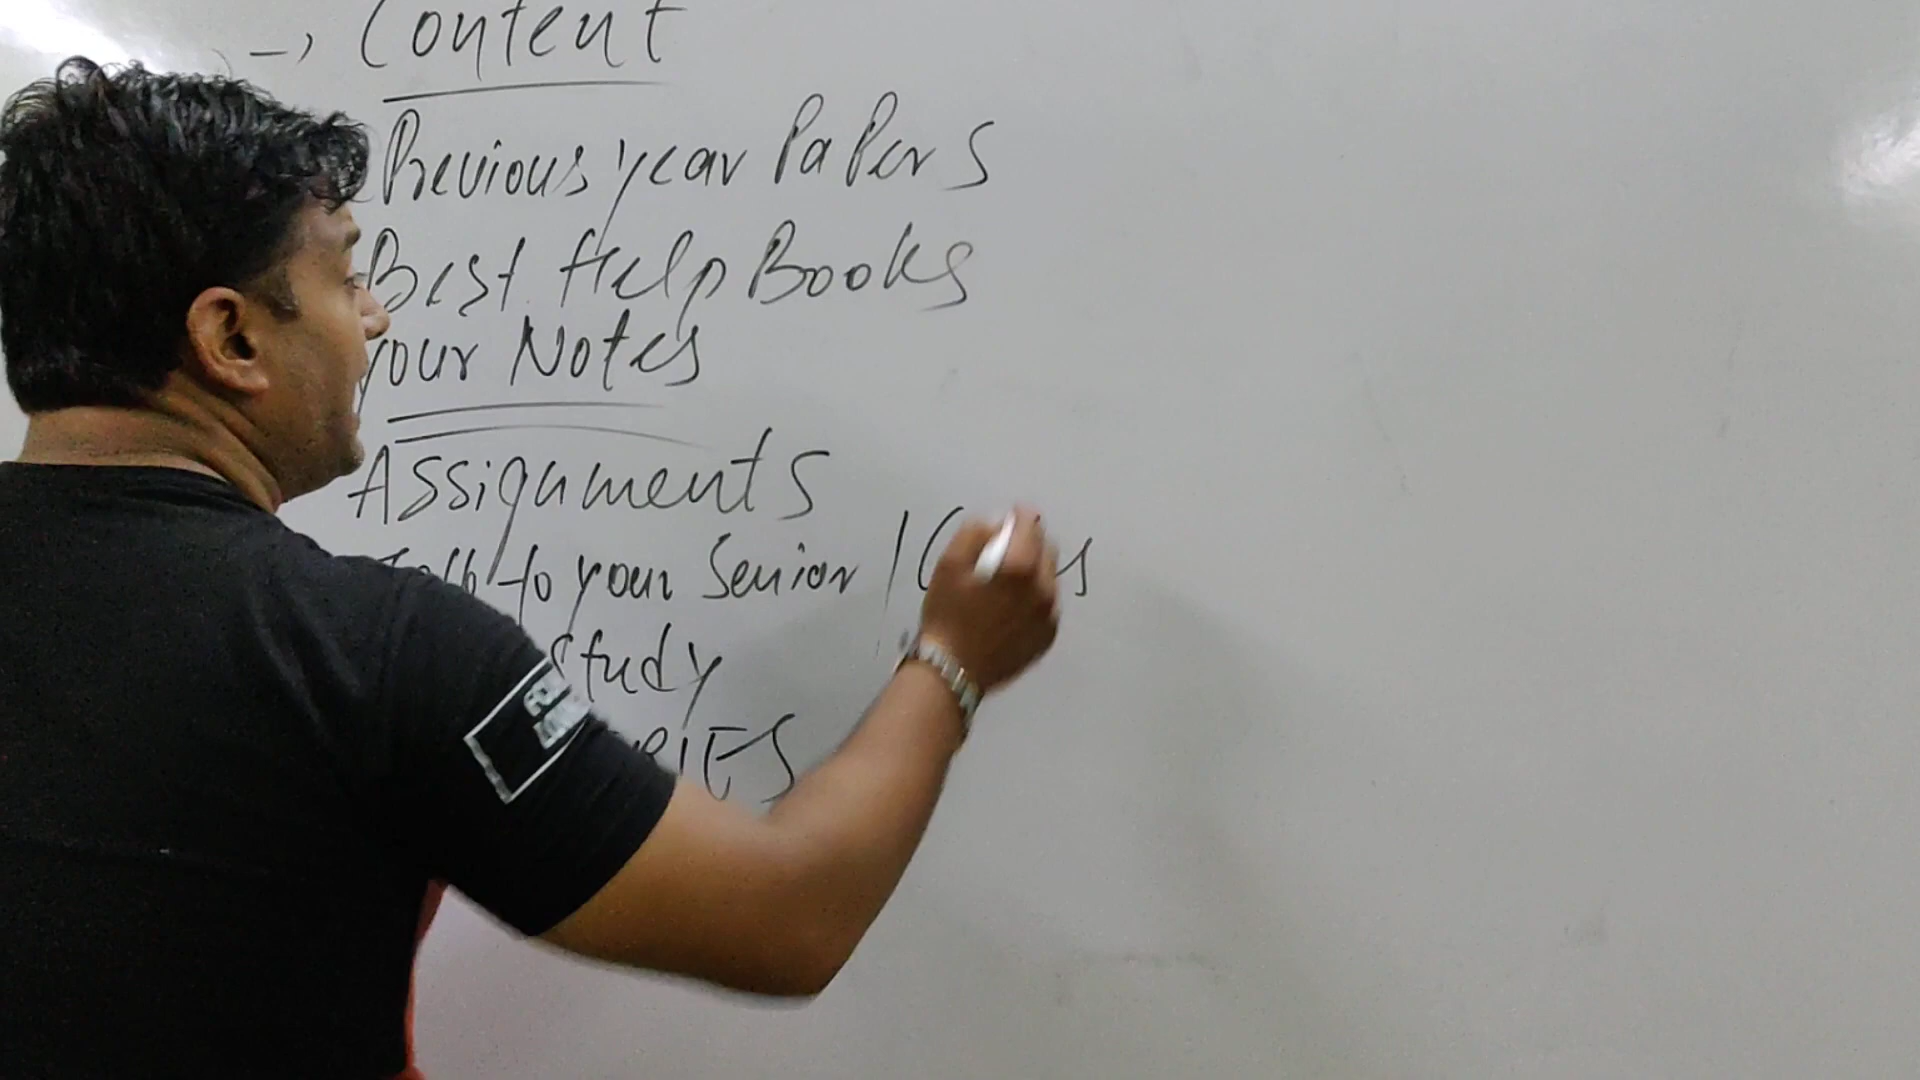 -> Content
Previous year Papers
Best Help Books
your Notes
Assignments
to your Senior /
Study